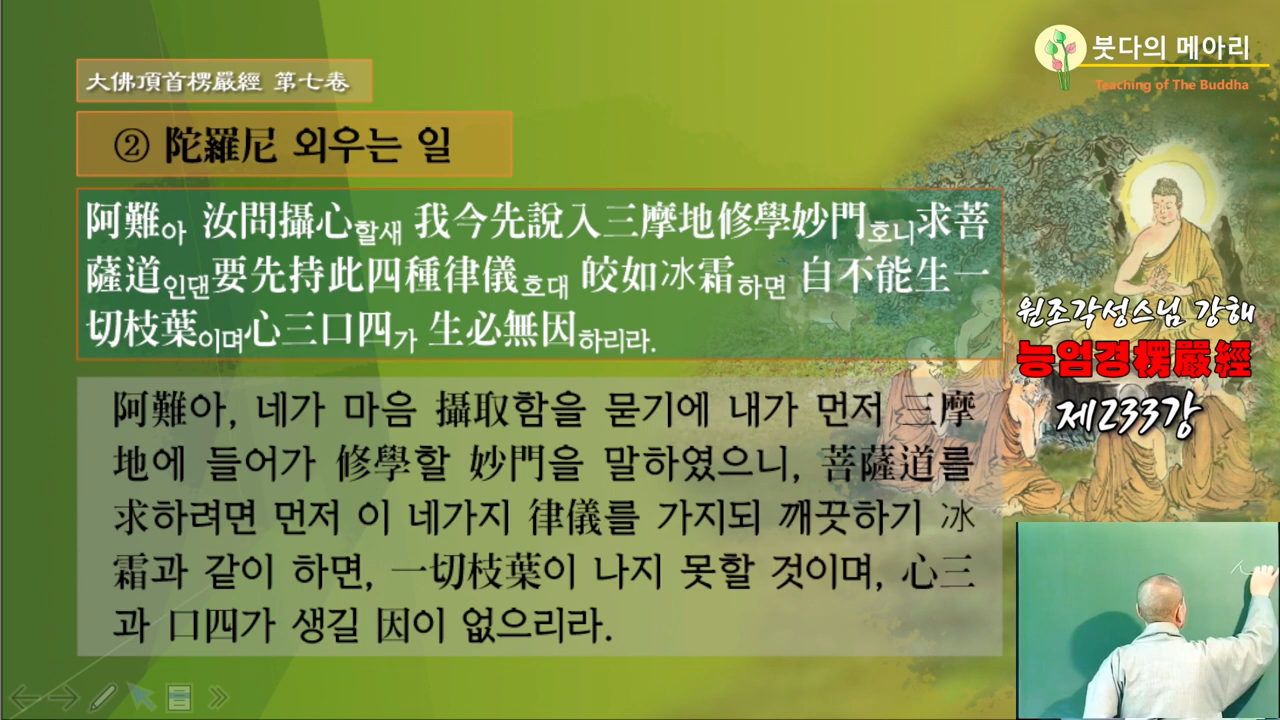 大佛頂首楞嚴經 第七卷
② 陀羅尼 외우는 일
阿難아 汝問攝心할새 我今先說入三摩地修學妙門호니求菩
薩道인댄要先持此四種律儀호대 皎如冰霜하면 自不能生一
切枝葉이며心三口四가 生必無因하리라.
阿難아, 네가 마음 攝取함을 묻기에 내가 먼저 三摩
地에 들어가 修學할 妙門을 말하였으니, 菩薩道를
求하려면 먼저 이 네가지 律儀를 가지되 깨끗하기 冰
霜과 같이 하면, 一切枝葉이 나지 못할 것이며, 心三
과 口四가 생길 因이 없으리라.
붓다의 메아리
Teaching of The Buddha
원조각성스님 강해
능엄경楞嚴經
제233강